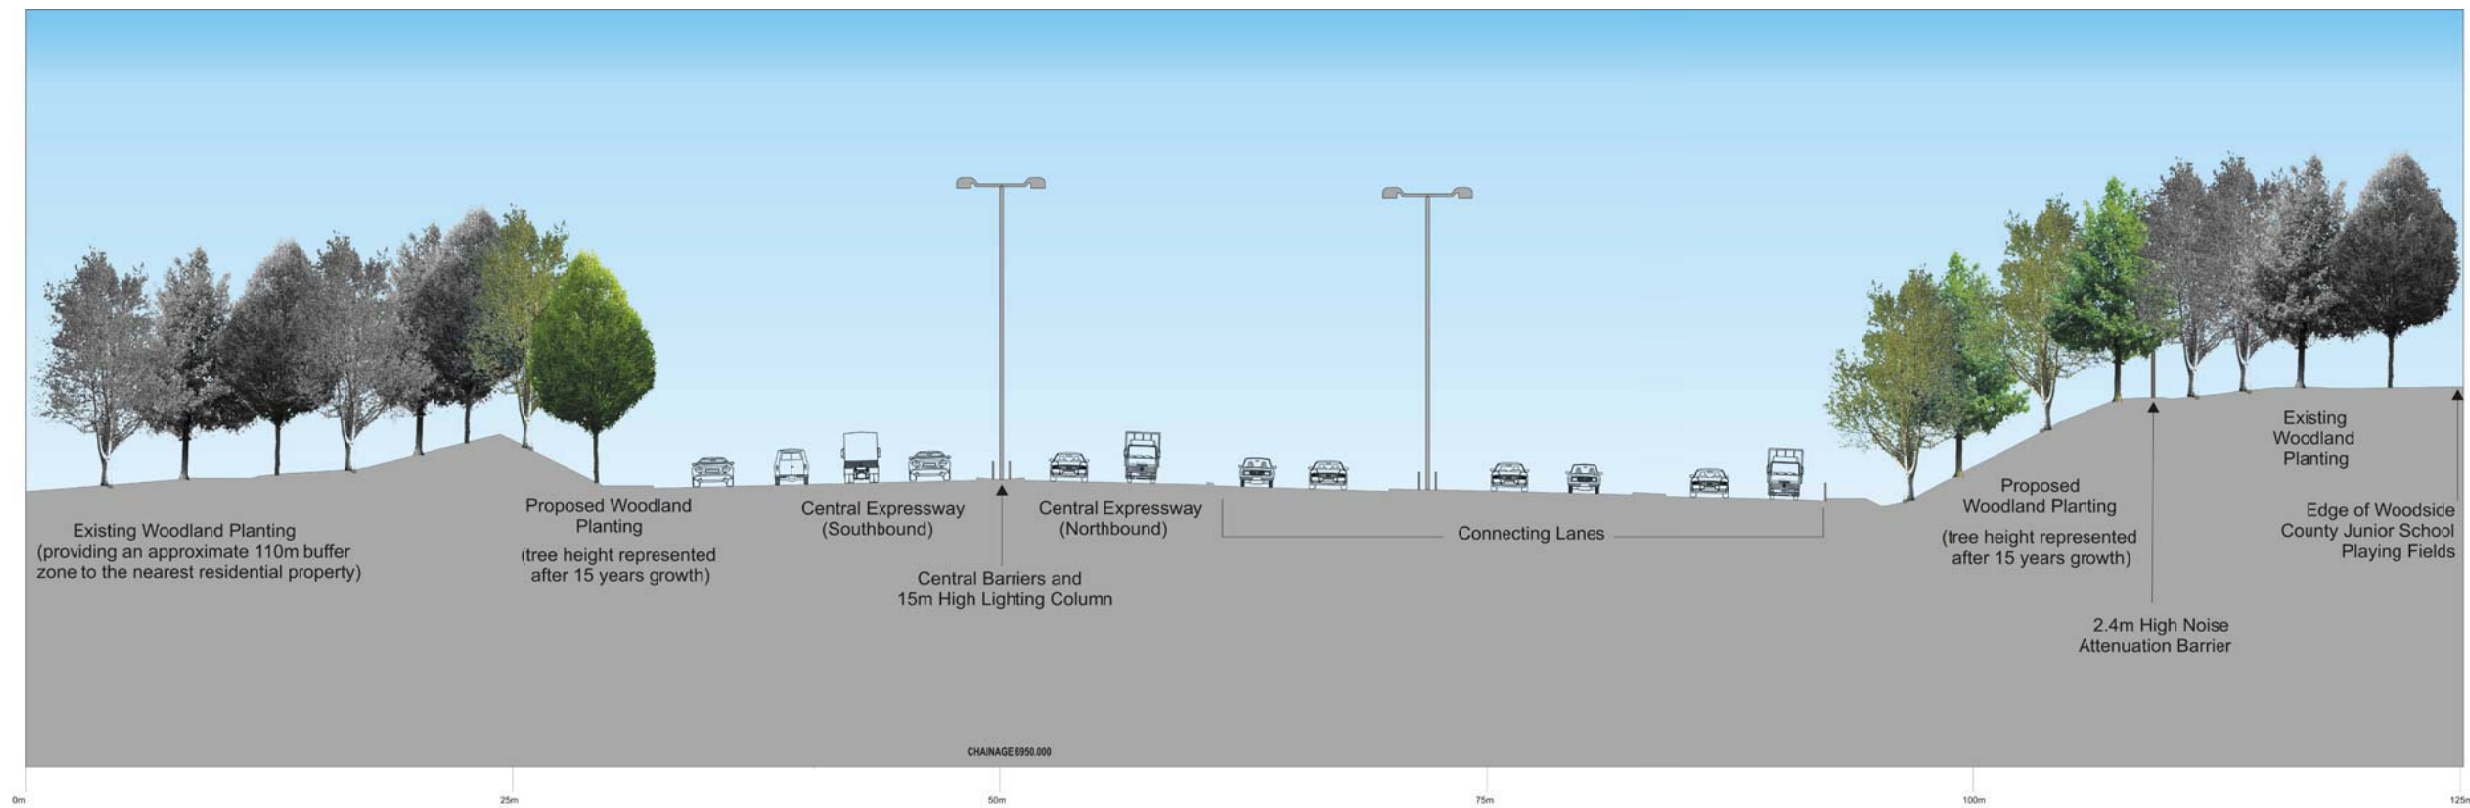 Existing Woodland Planting
(providing an approximate 110m buffer
zone to the nearest residential property)
Proposed Woodland
Planting
(tree height represented
after 15 years growth)
Central Expressway
(Southbound)
Central Barriers and
15m High Lighting Column
Central Expressway
(Northbound)
Connecting Lanes
Proposed
Woodland Planting
(tree height represented
after 15 years growth)
2.4m High Noise
Attenuation Barrier
Existing
Woodland
Planting
Edge of Woodside
County Junior School
Playing Fields
CHAINAGE 6950.000
0m
25m
50m
75m
100m
125m